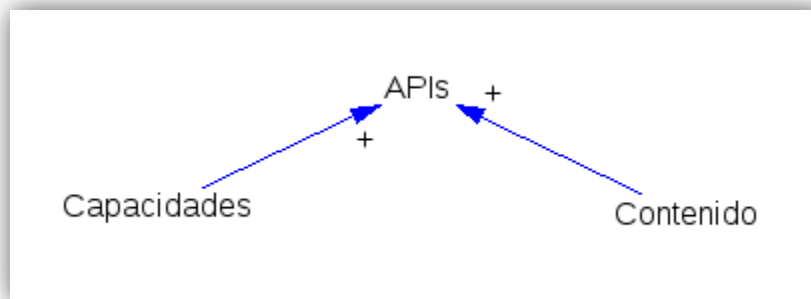 APIs
+
+
Capacidades
Contenido